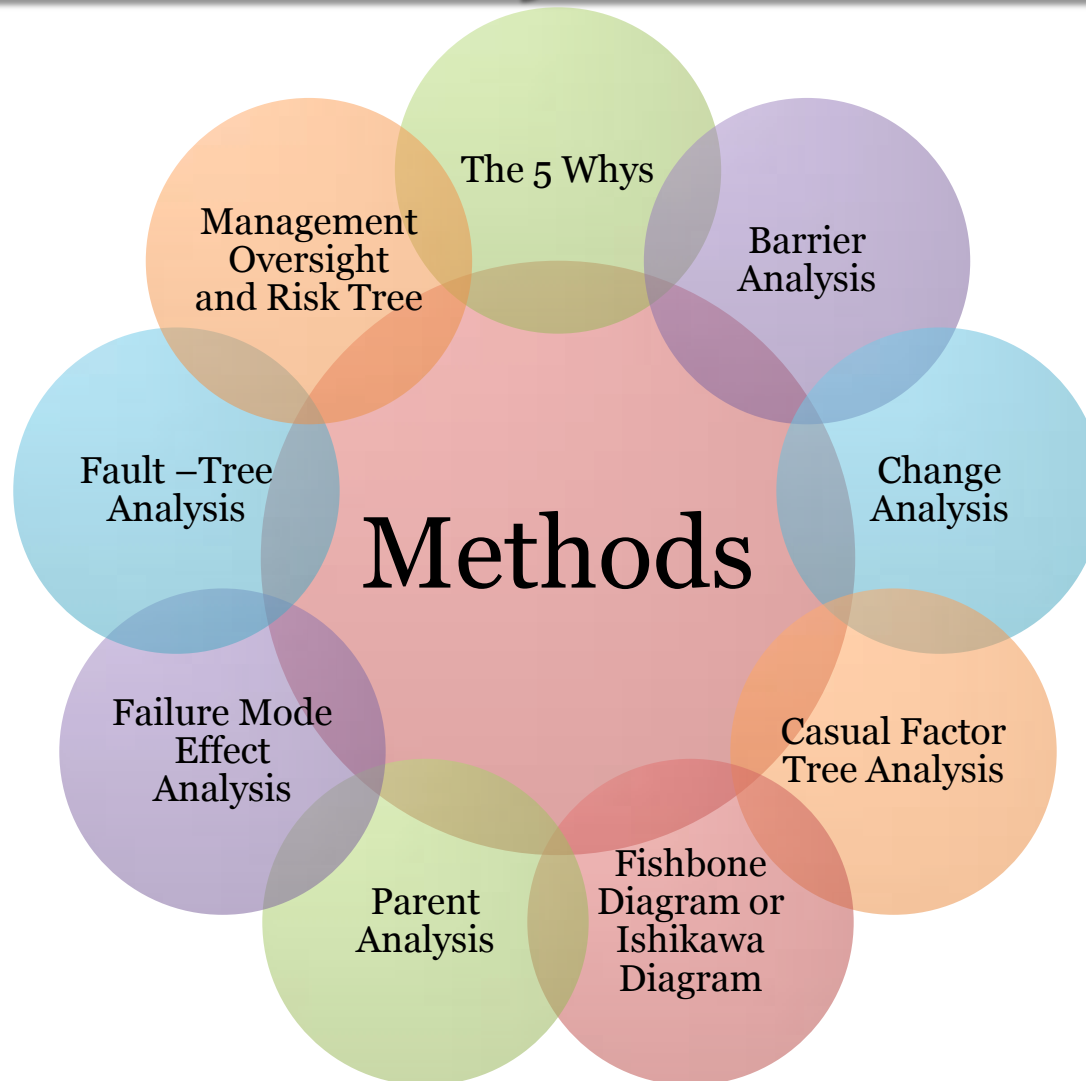 The 5 Whys
Barrier
Analysis
Change
Analysis
Casual Factor
Tree Analysis
Fishbone
Diagram or
Ishikawa
Diagram
Parent
Analysis
Failure Mode
Effect
Analysis
Fault –Tree
Analysis
Management
Oversight
and Risk Tree
Methods